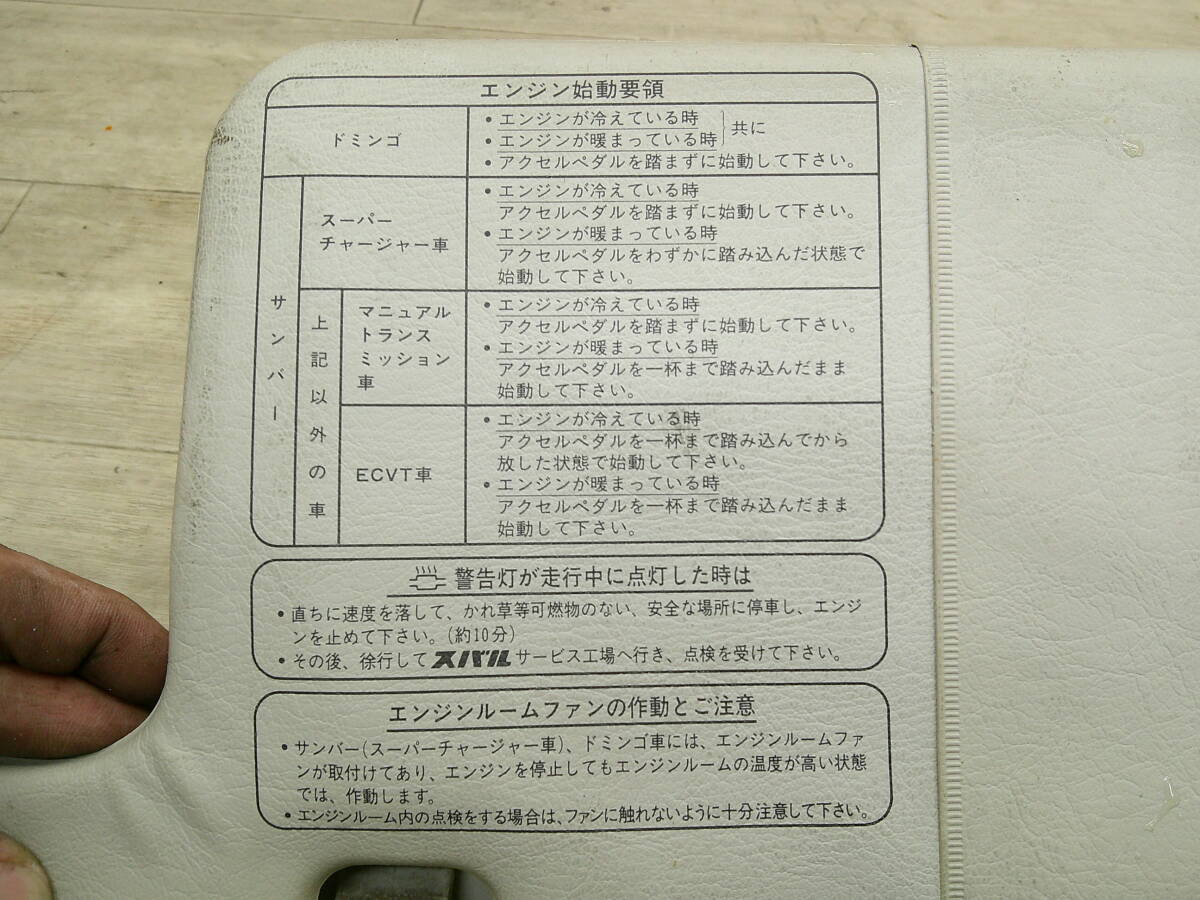 エンジン始動要領
ドミンゴ
• エンジンが冷えている時
• エンジンが暖まっている時
共に
• アクセルペダルを踏まずに始動して下さい。
サンバー
スーパー
チャージャー車
• エンジンが冷えている時
アクセルペダルを踏まずに始動して下さい。
• エンジンが暖まっている時
アクセルペダルをわずかに踏み込んだ状態で
始動して下さい。
上記以外の車
マニュアル
トランス
ミッション
車
• エンジンが冷えている時
アクセルペダルを踏まずに始動して下さい。
• エンジンが暖まっている時
アクセルペダルを一杯まで踏み込んだまま
始動して下さい。
ECVT車
• エンジンが冷えている時
アクセルペダルを一杯まで踏み込んでから
放した状態で始動して下さい。
• エンジンが暖まっている時
アクセルペダルを一杯まで踏み込んだまま
始動して下さい。
警告灯が走行中に点灯した時は
• 直ちに速度を落して、かれ草等可燃物のない、安全な場所に停車し、エンジ
ンを止めて下さい。(約10分)
• その後、徐行してスバルサービス工場へ行き、点検を受けて下さい。
エンジンルームファンの作動とご注意
• サンバー(スーパーチャージャー車)、ドミンゴ車には、エンジンルームファ
ンが取付けてあり、エンジンを停止してもエンジンルームの温度が高い状態
では、作動します。
• エンジンルーム内の点検をする場合は、ファンに触れないように十分注意して下さい。